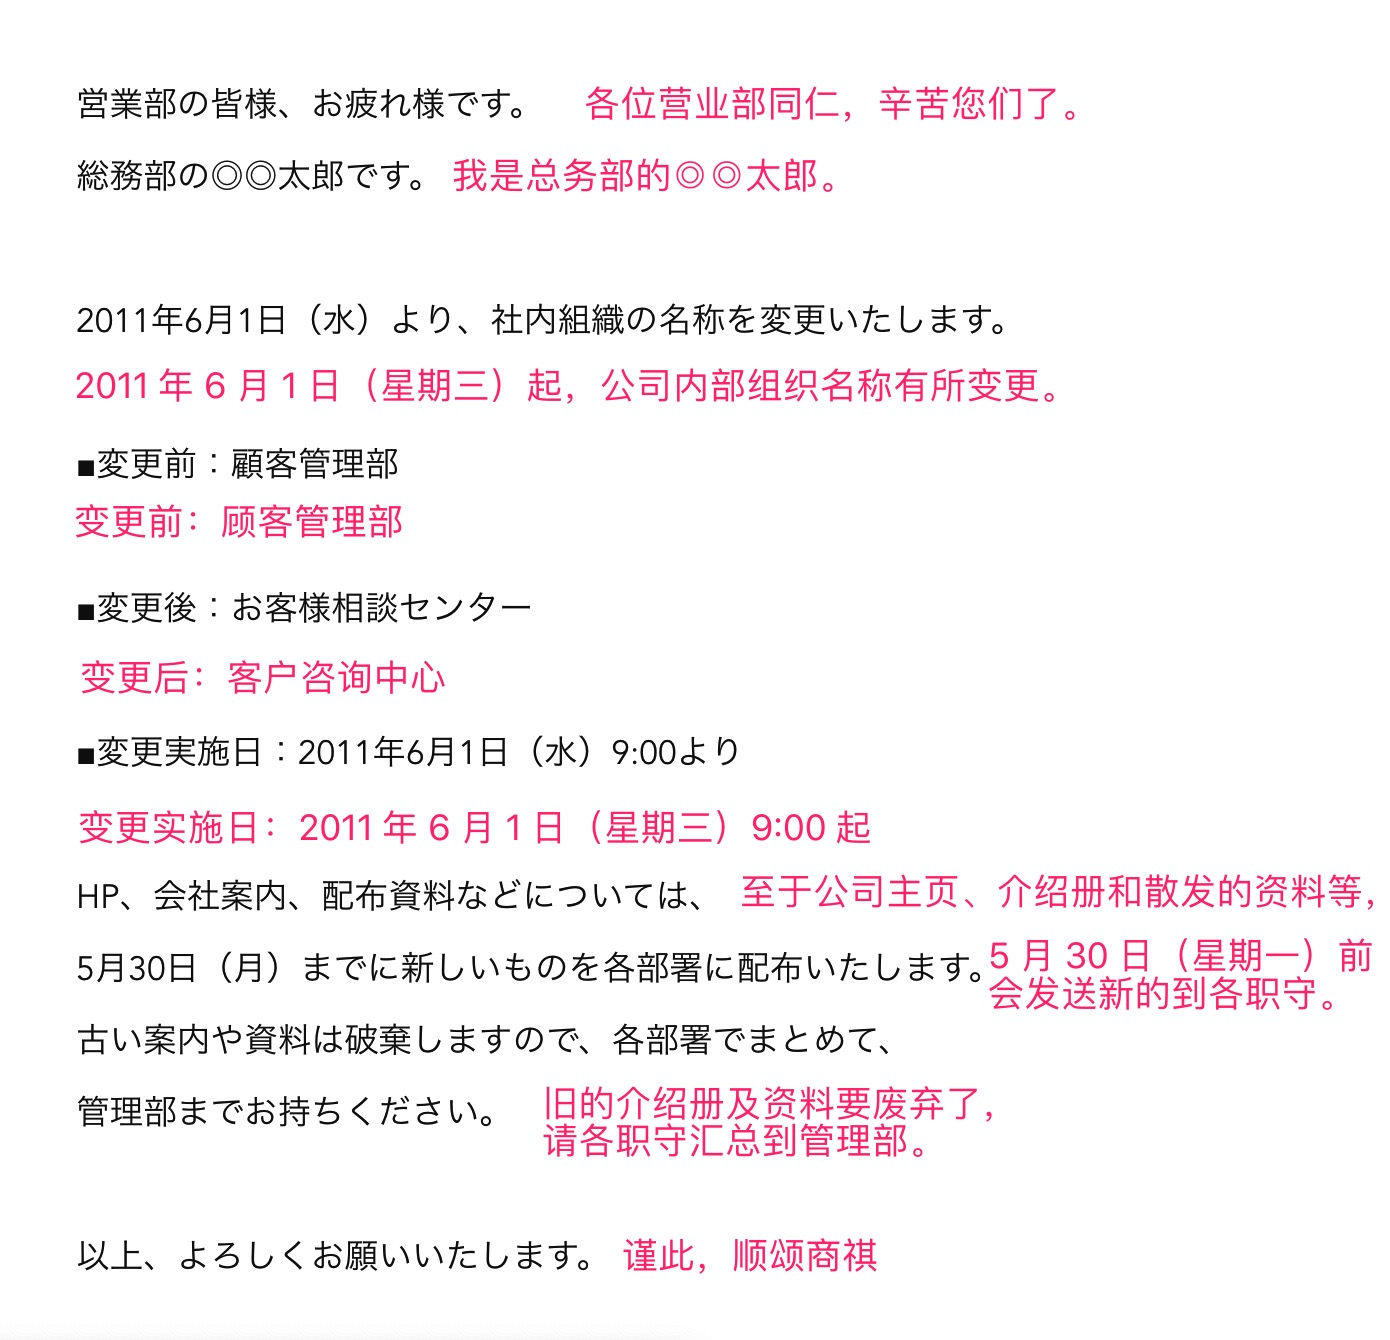 営業部の皆様、お疲れ様です。 各位营业部同仁，辛苦您们了。
総務部の◎◎太郎です。 我是总务部的◎◎太郎。
2011年6月1日（水）より、社内組織の名称を変更いたします。
2011 年 6 月 1 日（星期三）起，公司内部组织名称有所变更。
■変更前：顧客管理部
变更前：顾客管理部
■変更後：お客様相談センター
变更后：客户咨询中心
■変更実施日：2011年6月1日（水）9:00より
变更实施日：2011 年 6 月 1 日（星期三）9:00 起
HP、会社案内、配布資料などについては、 至于公司主页、介绍册和散发的资料等，
5月30日（月）までに新しいものを各部署に配布いたします。 5 月 30 日（星期一）前
会发送新的到各职守。
古い案内や資料は破棄しますので、各部署でまとめて、
管理部までお持ちください。 旧的介绍册及资料要废弃了，
请各职守汇总到管理部。
以上、よろしくお願いいたします。 谨此，顺颂商祺